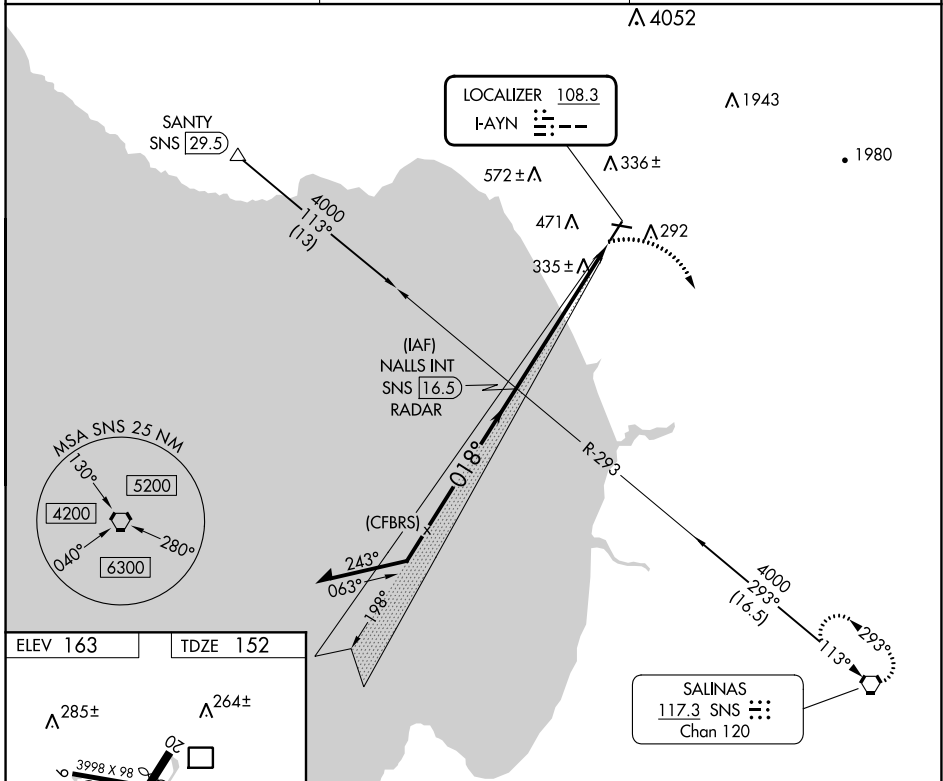 4052
LOCALIZER 108.3
I-AYN
1943
SANTY
SNS 29.5
336±
1980
572±
4000
113°
(13)
471
292
335±
(IAF)
NALLS INT
SNS 16.5
RADAR
MSA SNS 25 NM
130°
5200
4200
040°
280°
6300
018°
R-293
(CFBRS)
243°
063°
198°
4000
293°
(16.5)
293°
113°
SALINAS
117.3 SNS
Chan 120
ELEV 163
TDZE 152
285±
264±
20
9
3998 X 98